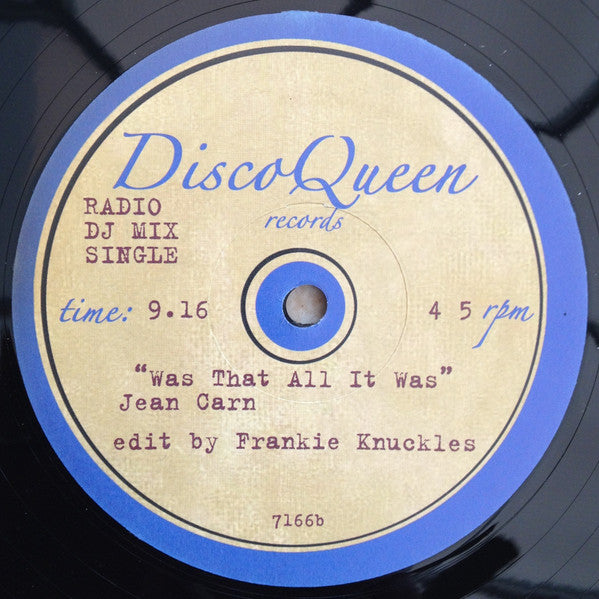 DiscoQueen
records
RADIO
DJ MIX
SINGLE
time: 9.16
4 5 rpm
“Was That All It Was”
Jean Carn
edit by Frankie Knuckles
7166b